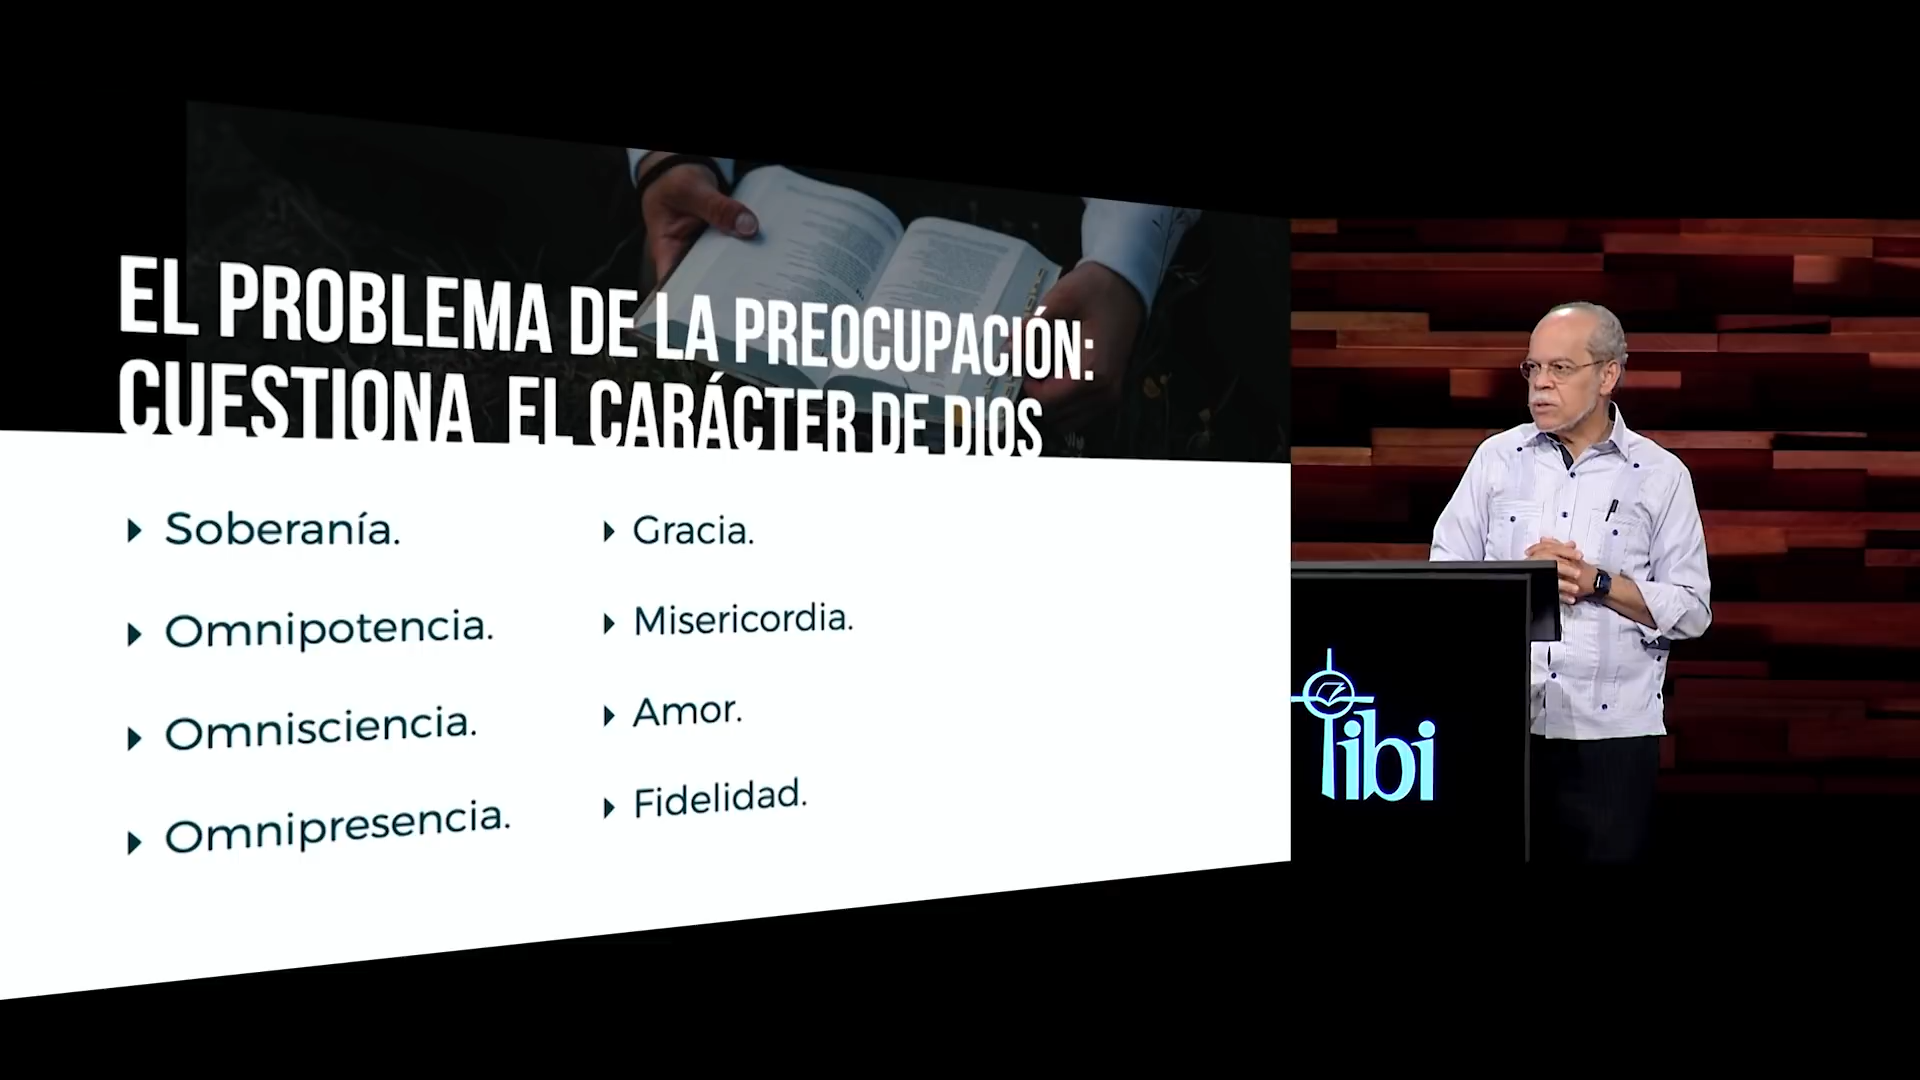 EL PROBLEMA DE LA PREOCUPACIÓN:
CUESTIONA EL CARÁCTER DE DIOS
Soberanía.
Omnipotencia.
Omnisciencia.
Omnipresencia.
Gracia.
Misericordia.
Amor.
Fidelidad.
ibi